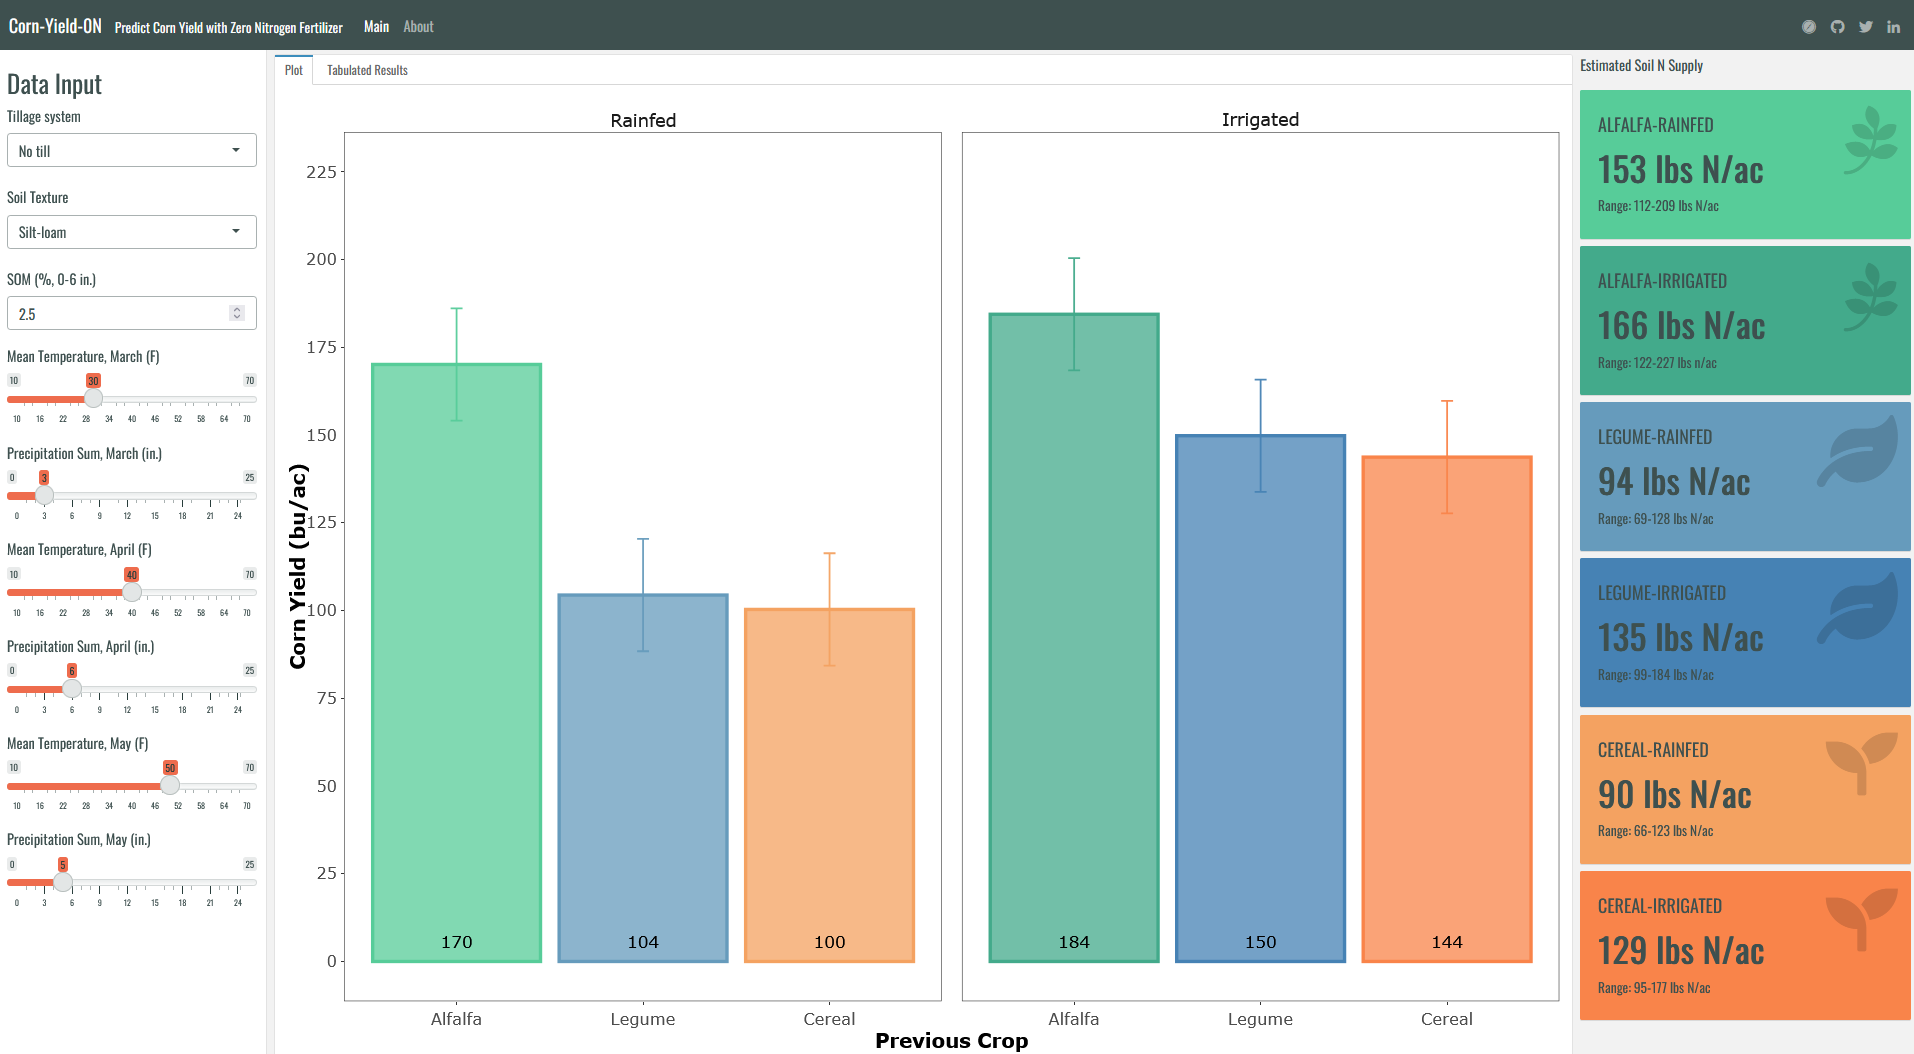 Corn-Yield-ON Predict Corn Yield with Zero Nitrogen Fertilizer Main About
Data Input
Tillage system
No till
Soil Texture
Silt-loam
SOM (%, 0-6 in.)
2.5
Mean Temperature, March (F)
10 30 70
10 16 22 28 34 40 46 52 58 64 70
Precipitation Sum, March (in.)
0 3 25
0 3 6 9 12 15 18 21 24
Mean Temperature, April (F)
10 40 70
10 16 22 28 34 40 46 52 58 64 70
Precipitation Sum, April (in.)
0 6 25
0 3 6 9 12 15 18 21 24
Mean Temperature, May (F)
10 50 70
10 16 22 28 34 40 46 52 58 64 70
Precipitation Sum, May (in.)
0 5 25
0 3 6 9 12 15 18 21 24
Plot Tabulated Results
Rainfed Irrigated
Corn Yield (bu/ac)
225
200
175
150
125
100
75
50
25
0
170 104 100 184 150 144
Alfalfa Legume Cereal Alfalfa Legume Cereal
Previous Crop
Estimated Soil N Supply
ALFALFA-RAINFED
153 lbs N/ac
Range: 112-209 lbs N/ac
ALFALFA-IRRIGATED
166 lbs N/ac
Range: 122-227 lbs n/ac
LEGUME-RAINFED
94 lbs N/ac
Range: 69-128 lbs N/ac
LEGUME-IRRIGATED
135 lbs N/ac
Range: 99-184 lbs N/ac
CEREAL-RAINFED
90 lbs N/ac
Range: 66-123 lbs N/ac
CEREAL-IRRIGATED
129 lbs N/ac
Range: 95-177 lbs N/ac